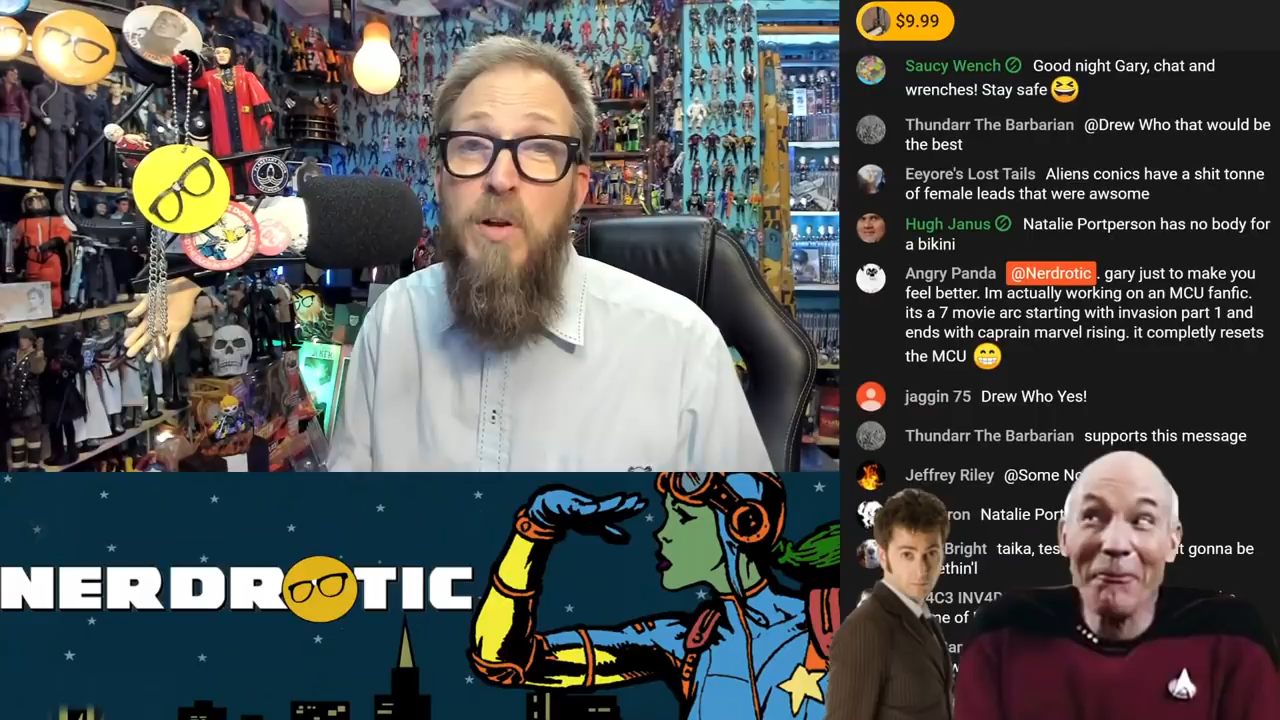 $9.99
Saucy Wench Good night Gary, chat and
wrenches! Stay safe
Thundarr The Barbarian @Drew Who that would be
the best
Eeyore's Lost Tails Aliens conics have a shit tonne
of female leads that were awsome
Hugh Janus Natalie Portperson has no body for
a bikini
Angry Panda @Nerdrotic. gary just to make you
feel better. Im actually working on an MCU fanfic.
its a 7 movie arc starting with invasion part 1 and
ends with caprain marvel rising. it completly resets
the MCU
jaggin 75 Drew Who Yes!
Thundarr The Barbarian supports this message
Jeffrey Riley @Some
Natalie
Bright taika,
gonna be
NERDROTIC